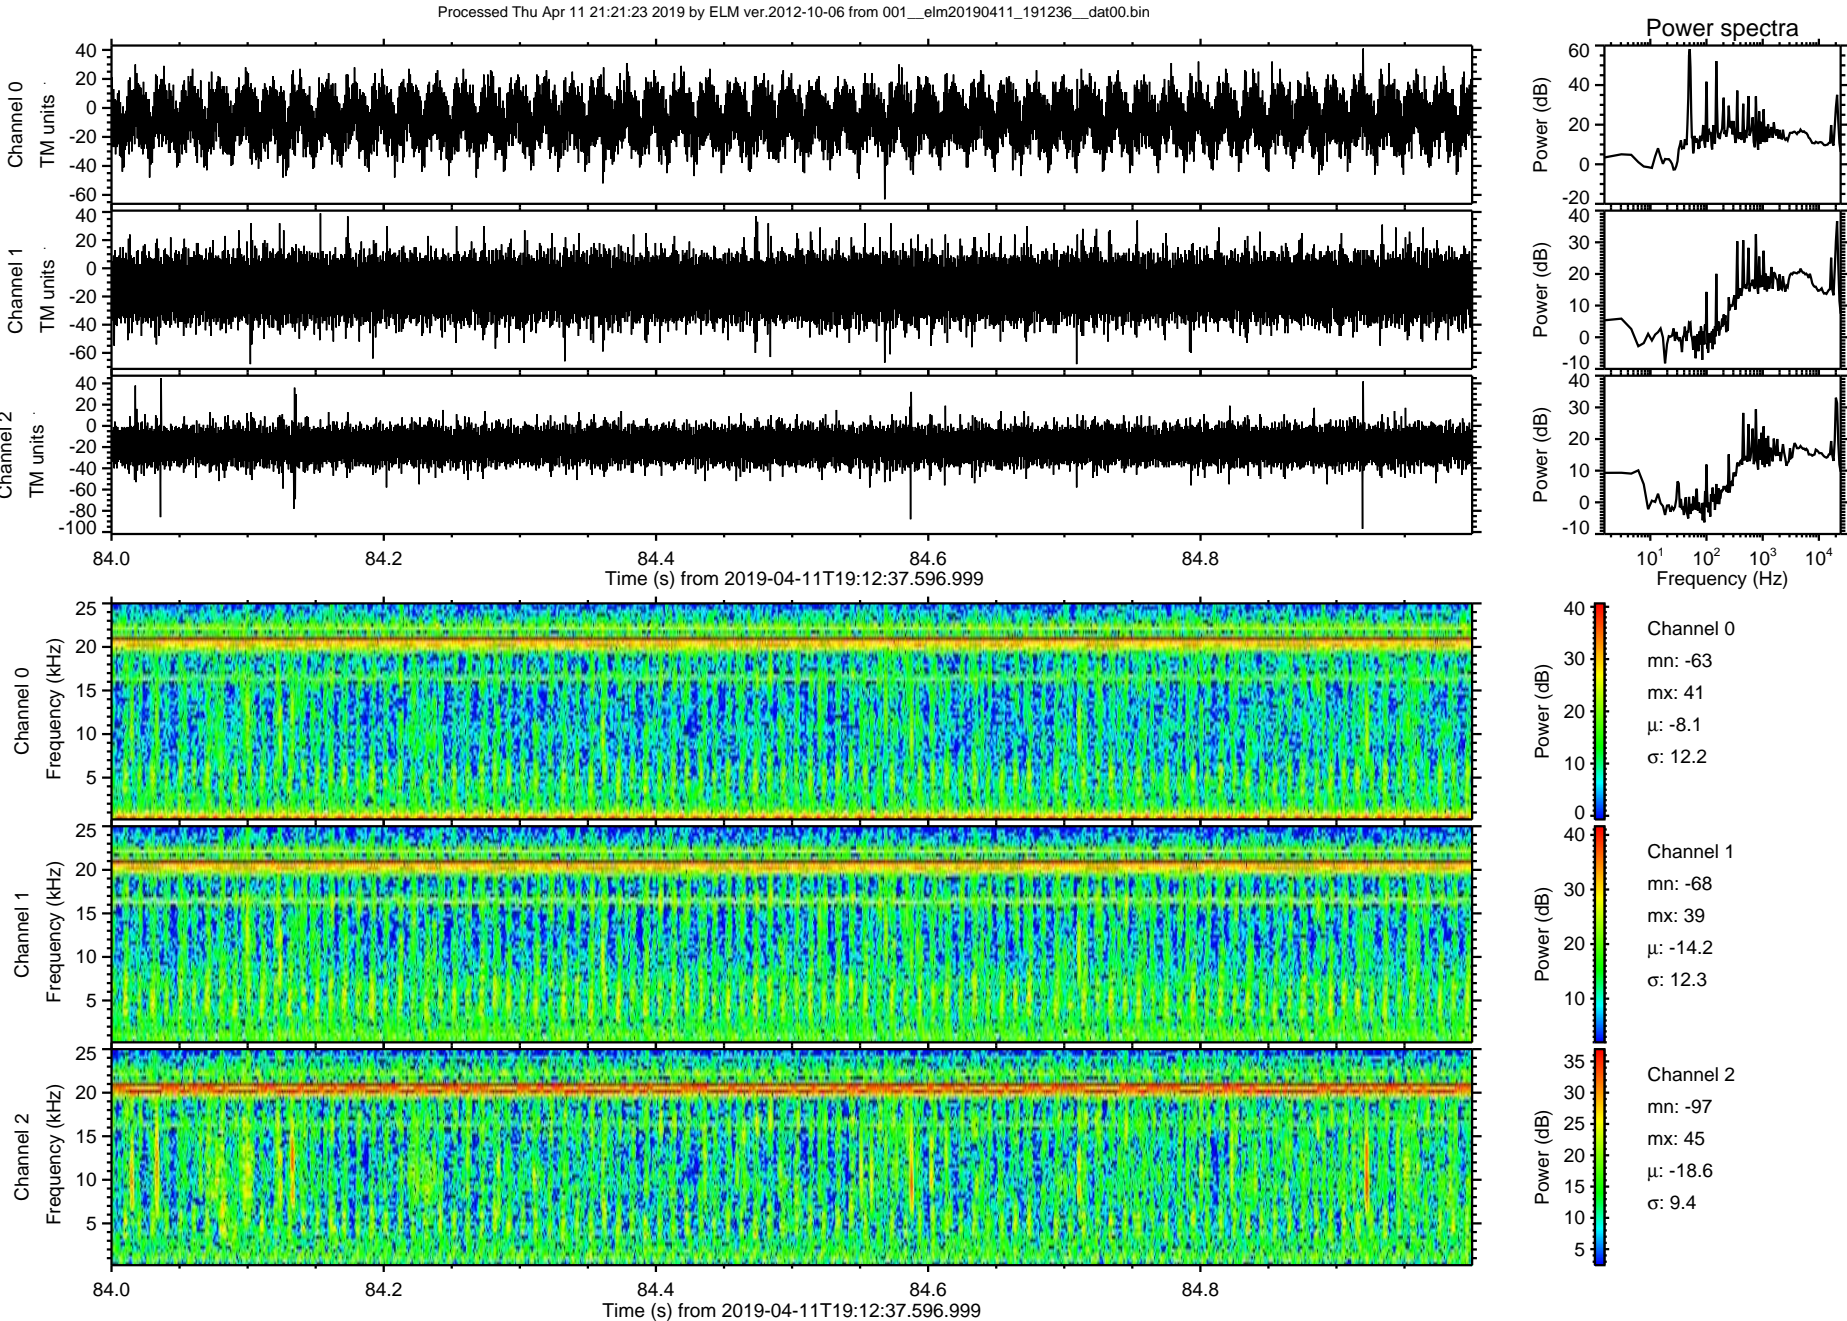 Processed Thu Apr 11 21:21:23 2019 by ELM ver.2012-10-06 from 001__elm20190411_191236__dat00.bin
Power spectra
Channel 0
TM units
40
20
0
-20
-40
-60
Power (dB)
60
40
20
0
-20
Channel 1
TM units
40
20
0
-20
-40
-60
Power (dB)
40
30
20
10
0
-10
Channel 2
TM units
40
20
0
-20
-40
-60
-80
-100
Power (dB)
40
30
20
10
0
-10
84.0 84.2 84.4 84.6 84.8
Time (s) from 2019-04-11T19:12:37.596.999
10^1 10^2 10^3 10^4
Frequency (Hz)
Channel 0
Frequency (kHz)
25
20
15
10
5
Power (dB)
40
30
20
10
0
Channel 0
mn: -63
mx: 41
μ: -8.1
σ: 12.2
Channel 1
Frequency (kHz)
25
20
15
10
5
Power (dB)
40
30
20
10
Channel 1
mn: -68
mx: 39
μ: -14.2
σ: 12.3
Channel 2
Frequency (kHz)
25
20
15
10
5
Power (dB)
35
30
25
20
15
10
5
Channel 2
mn: -97
mx: 45
μ: -18.6
σ: 9.4
84.0 84.2 84.4 84.6 84.8
Time (s) from 2019-04-11T19:12:37.596.999